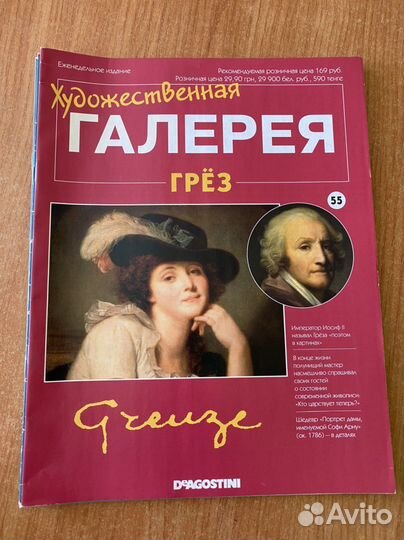 Еженедельное издание
Рекомендуемая розничная цена 169 руб.
Розничная цена 29,90 грн, 29 900 бел. руб., 590 тенге
Художественная
ГАЛЕРЕЯ
ГРЁЗ
55
Император Иосиф II
называл Грёза «поэтом
в картинах»
В конце жизни
полунищий мастер
насмешливо спрашивал
своих гостей
о состоянии
современной живописи:
«Кто царствует теперь?»
Шедевр «Портрет дамы,
именуемой Софи Арну»
(ок. 1786) — в деталях
Greuze
DeAGOSTINI
Avito